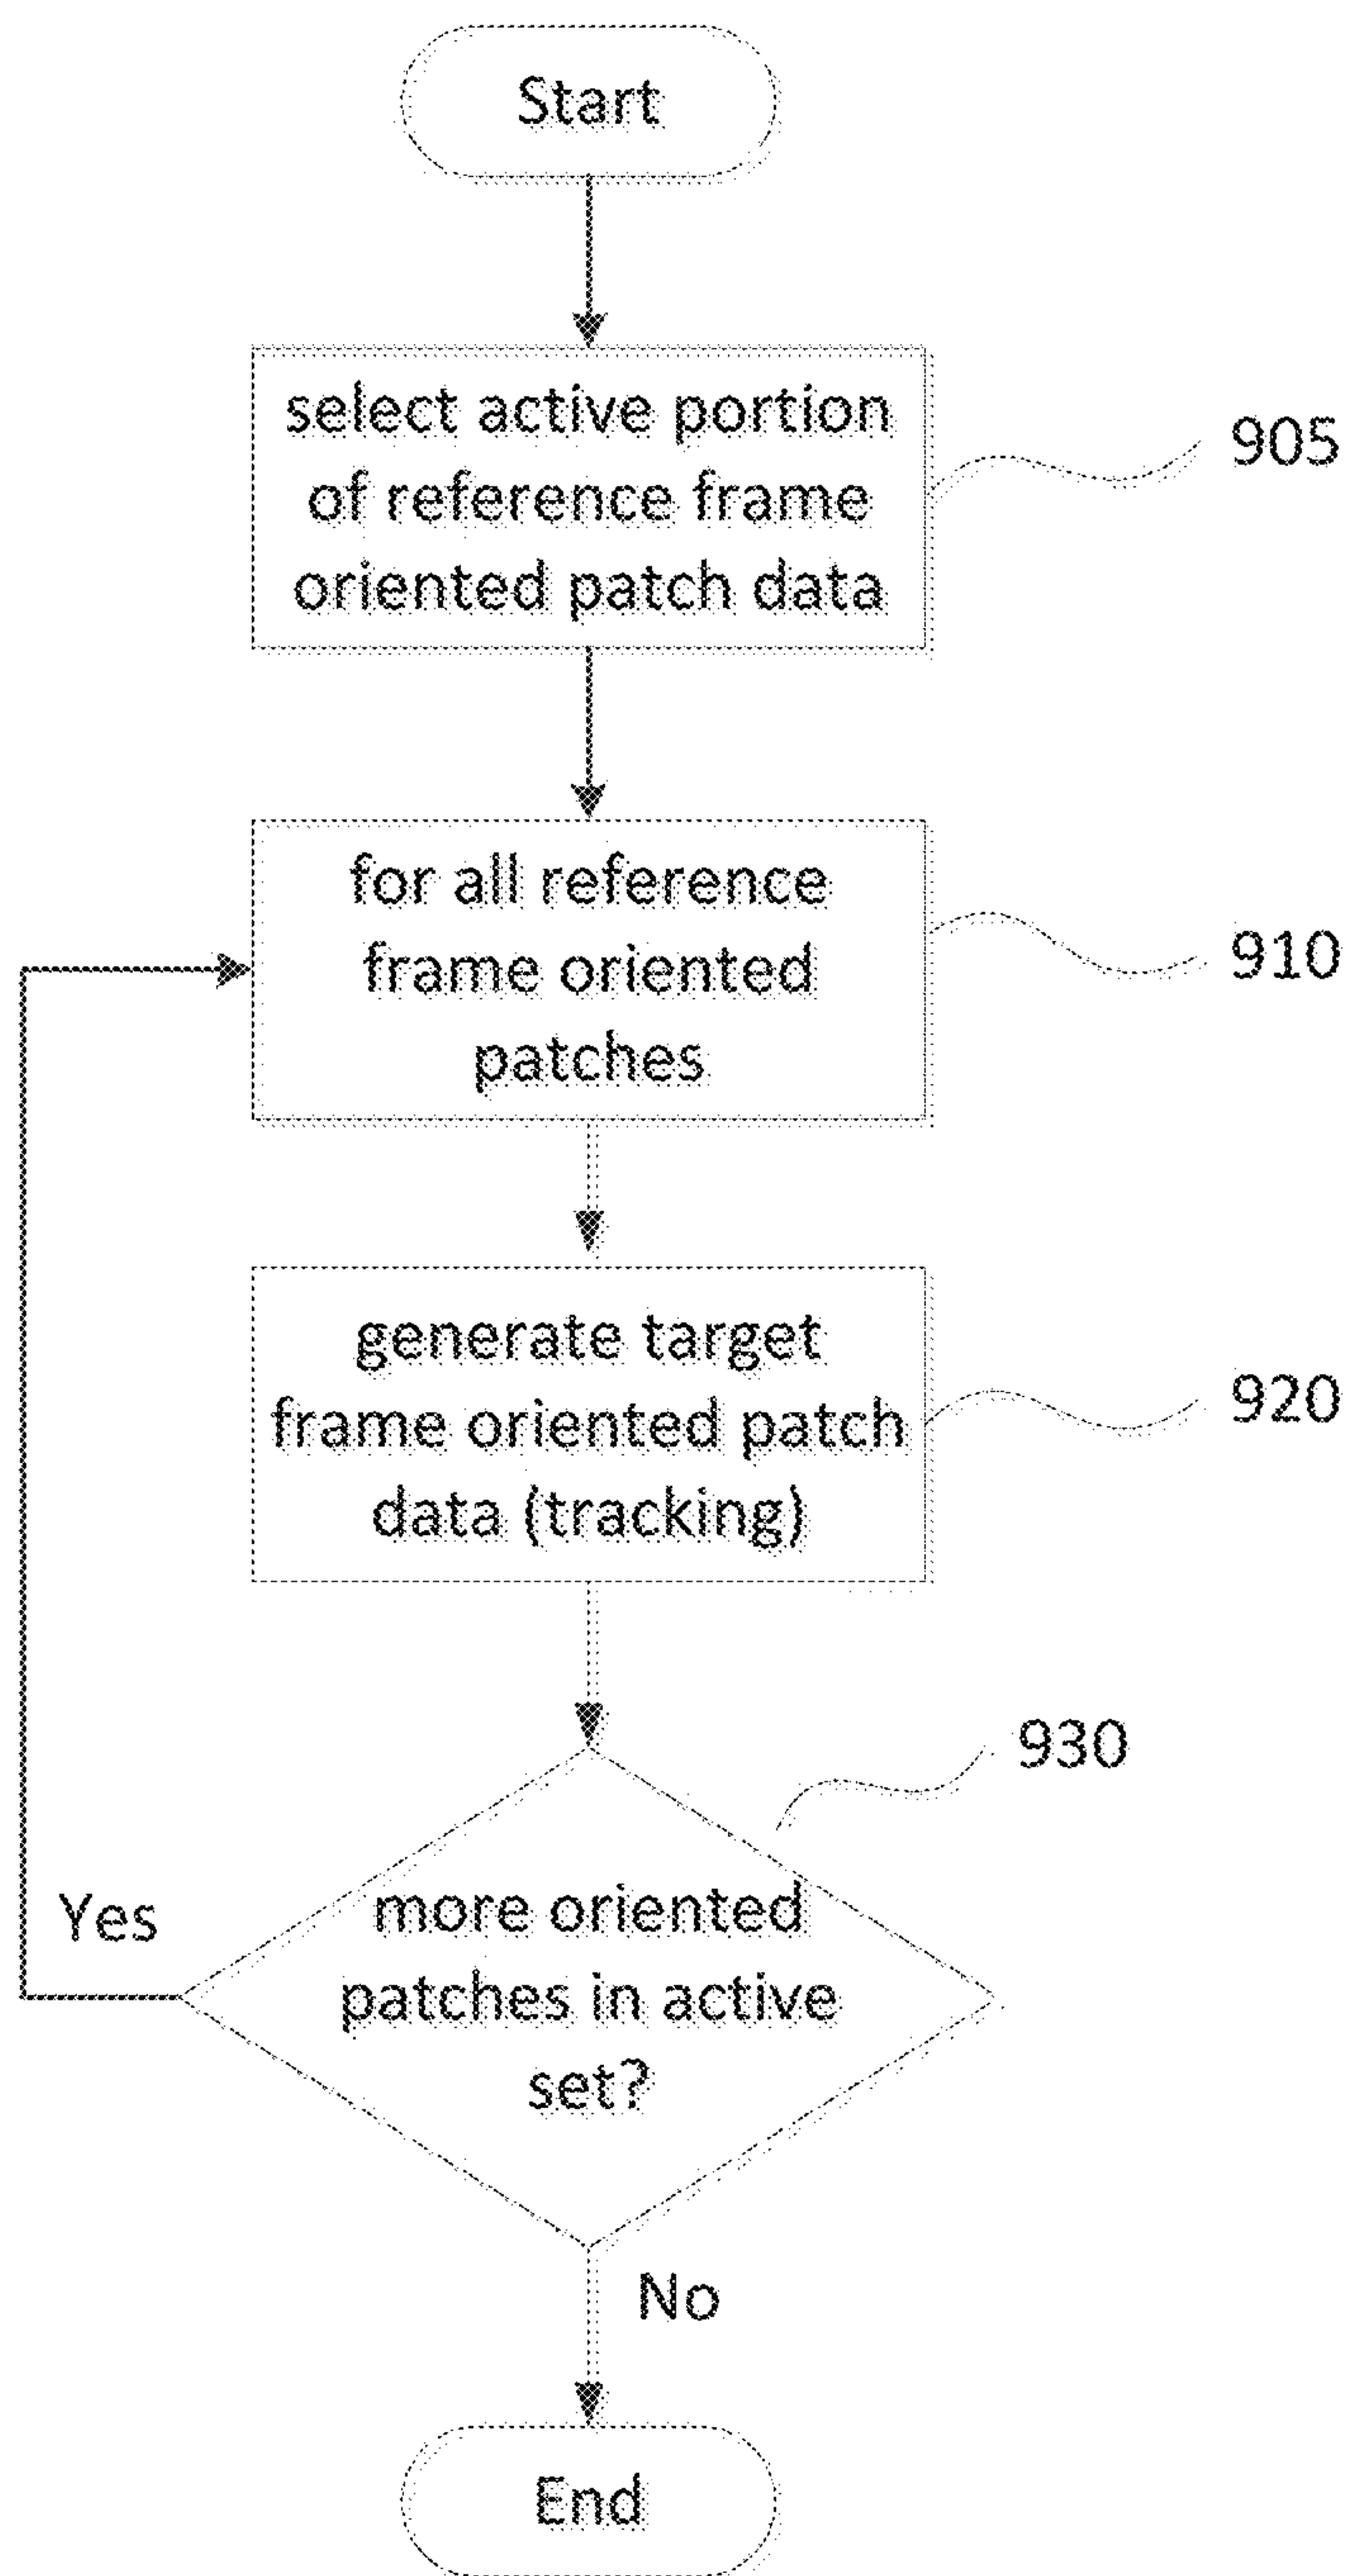 Start
select active portion
of reference frame
oriented patch data
905
for all reference
frame oriented
patches
910
generate target
frame oriented patch
data (tracking)
920
930
more oriented
patches in active
set?
Yes
No
End